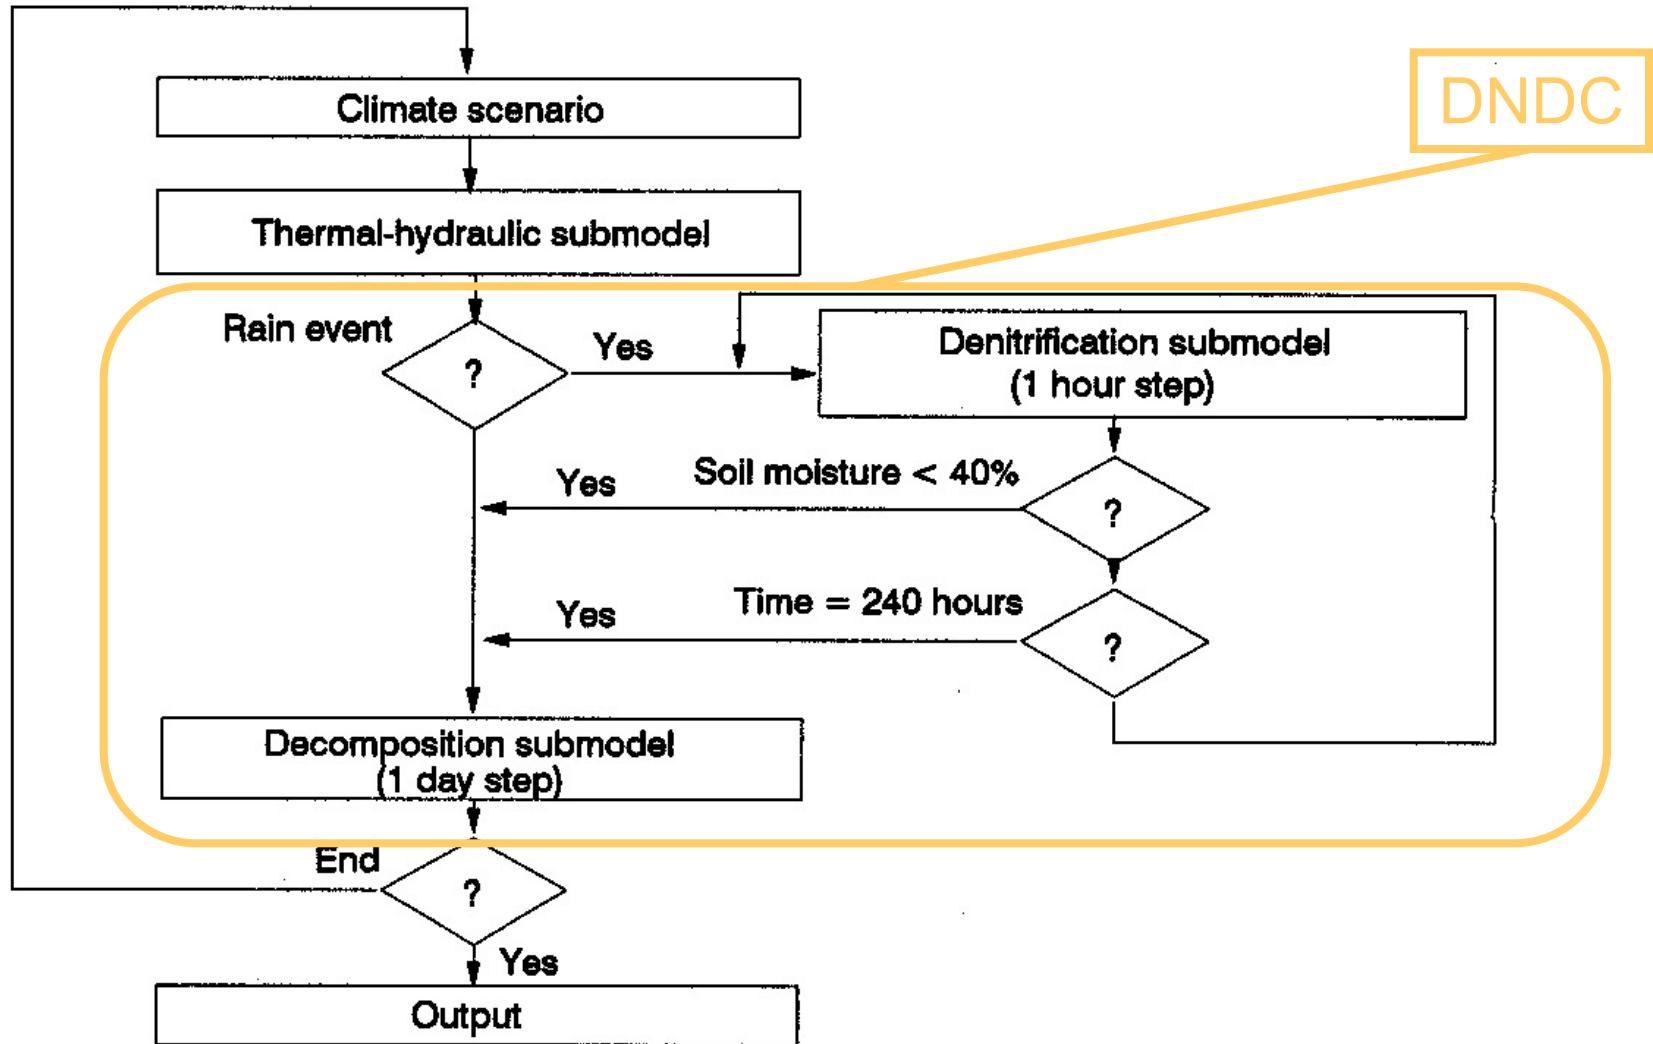 DNDC
Climate scenario
Thermal-hydraulic submodel
Rain event
?
Yes
Denitrification submodel
(1 hour step)
Soil moisture < 40%
Yes
?
Time = 240 hours
Yes
?
Decomposition submodel
(1 day step)
End
?
Yes
Output